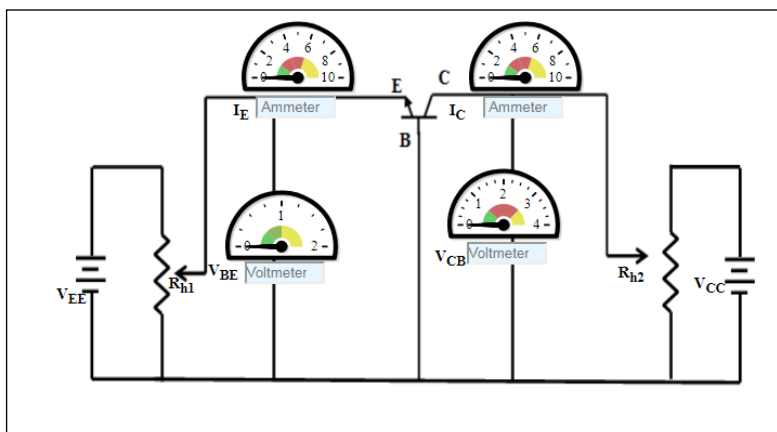 0 2 4 6 8 10
I_E Ammeter
E
C
0 2 4 6 8 10
I_C Ammeter
B
0 1 2
V_BE Voltmeter
0 1 2 3 4
V_CB Voltmeter
V_EE
R_h1
R_h2
V_CC